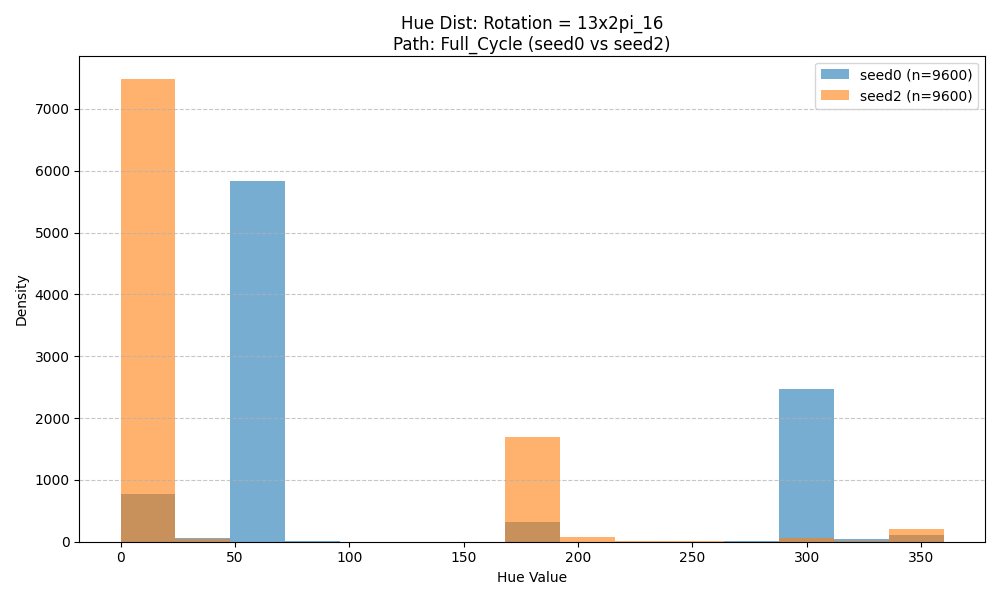 Hue Dist: Rotation = 13x2pi_16
Path: Full_Cycle (seed0 vs seed2)
seed0 (n=9600)
seed2 (n=9600)
Density
7000
6000
5000
4000
3000
2000
1000
0
0 50 100 150 200 250 300 350
Hue Value